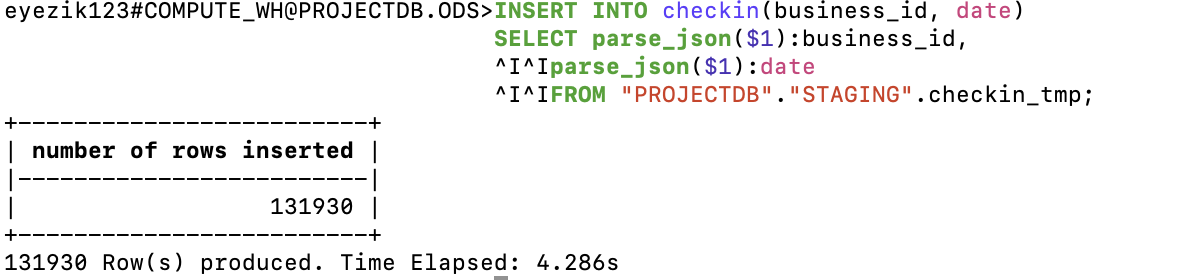 eyezik123#COMPUTE_WH@PROJECTDB.ODS>INSERT INTO checkin(business_id, date)
SELECT parse_json($1):business_id,
^I^Iparse_json($1):date
^I^IFROM "PROJECTDB"."STAGING".checkin_tmp;
+-------------------------+
| number of rows inserted |
|-------------------------|
| 131930 |
+-------------------------+
131930 Row(s) produced. Time Elapsed: 4.286s